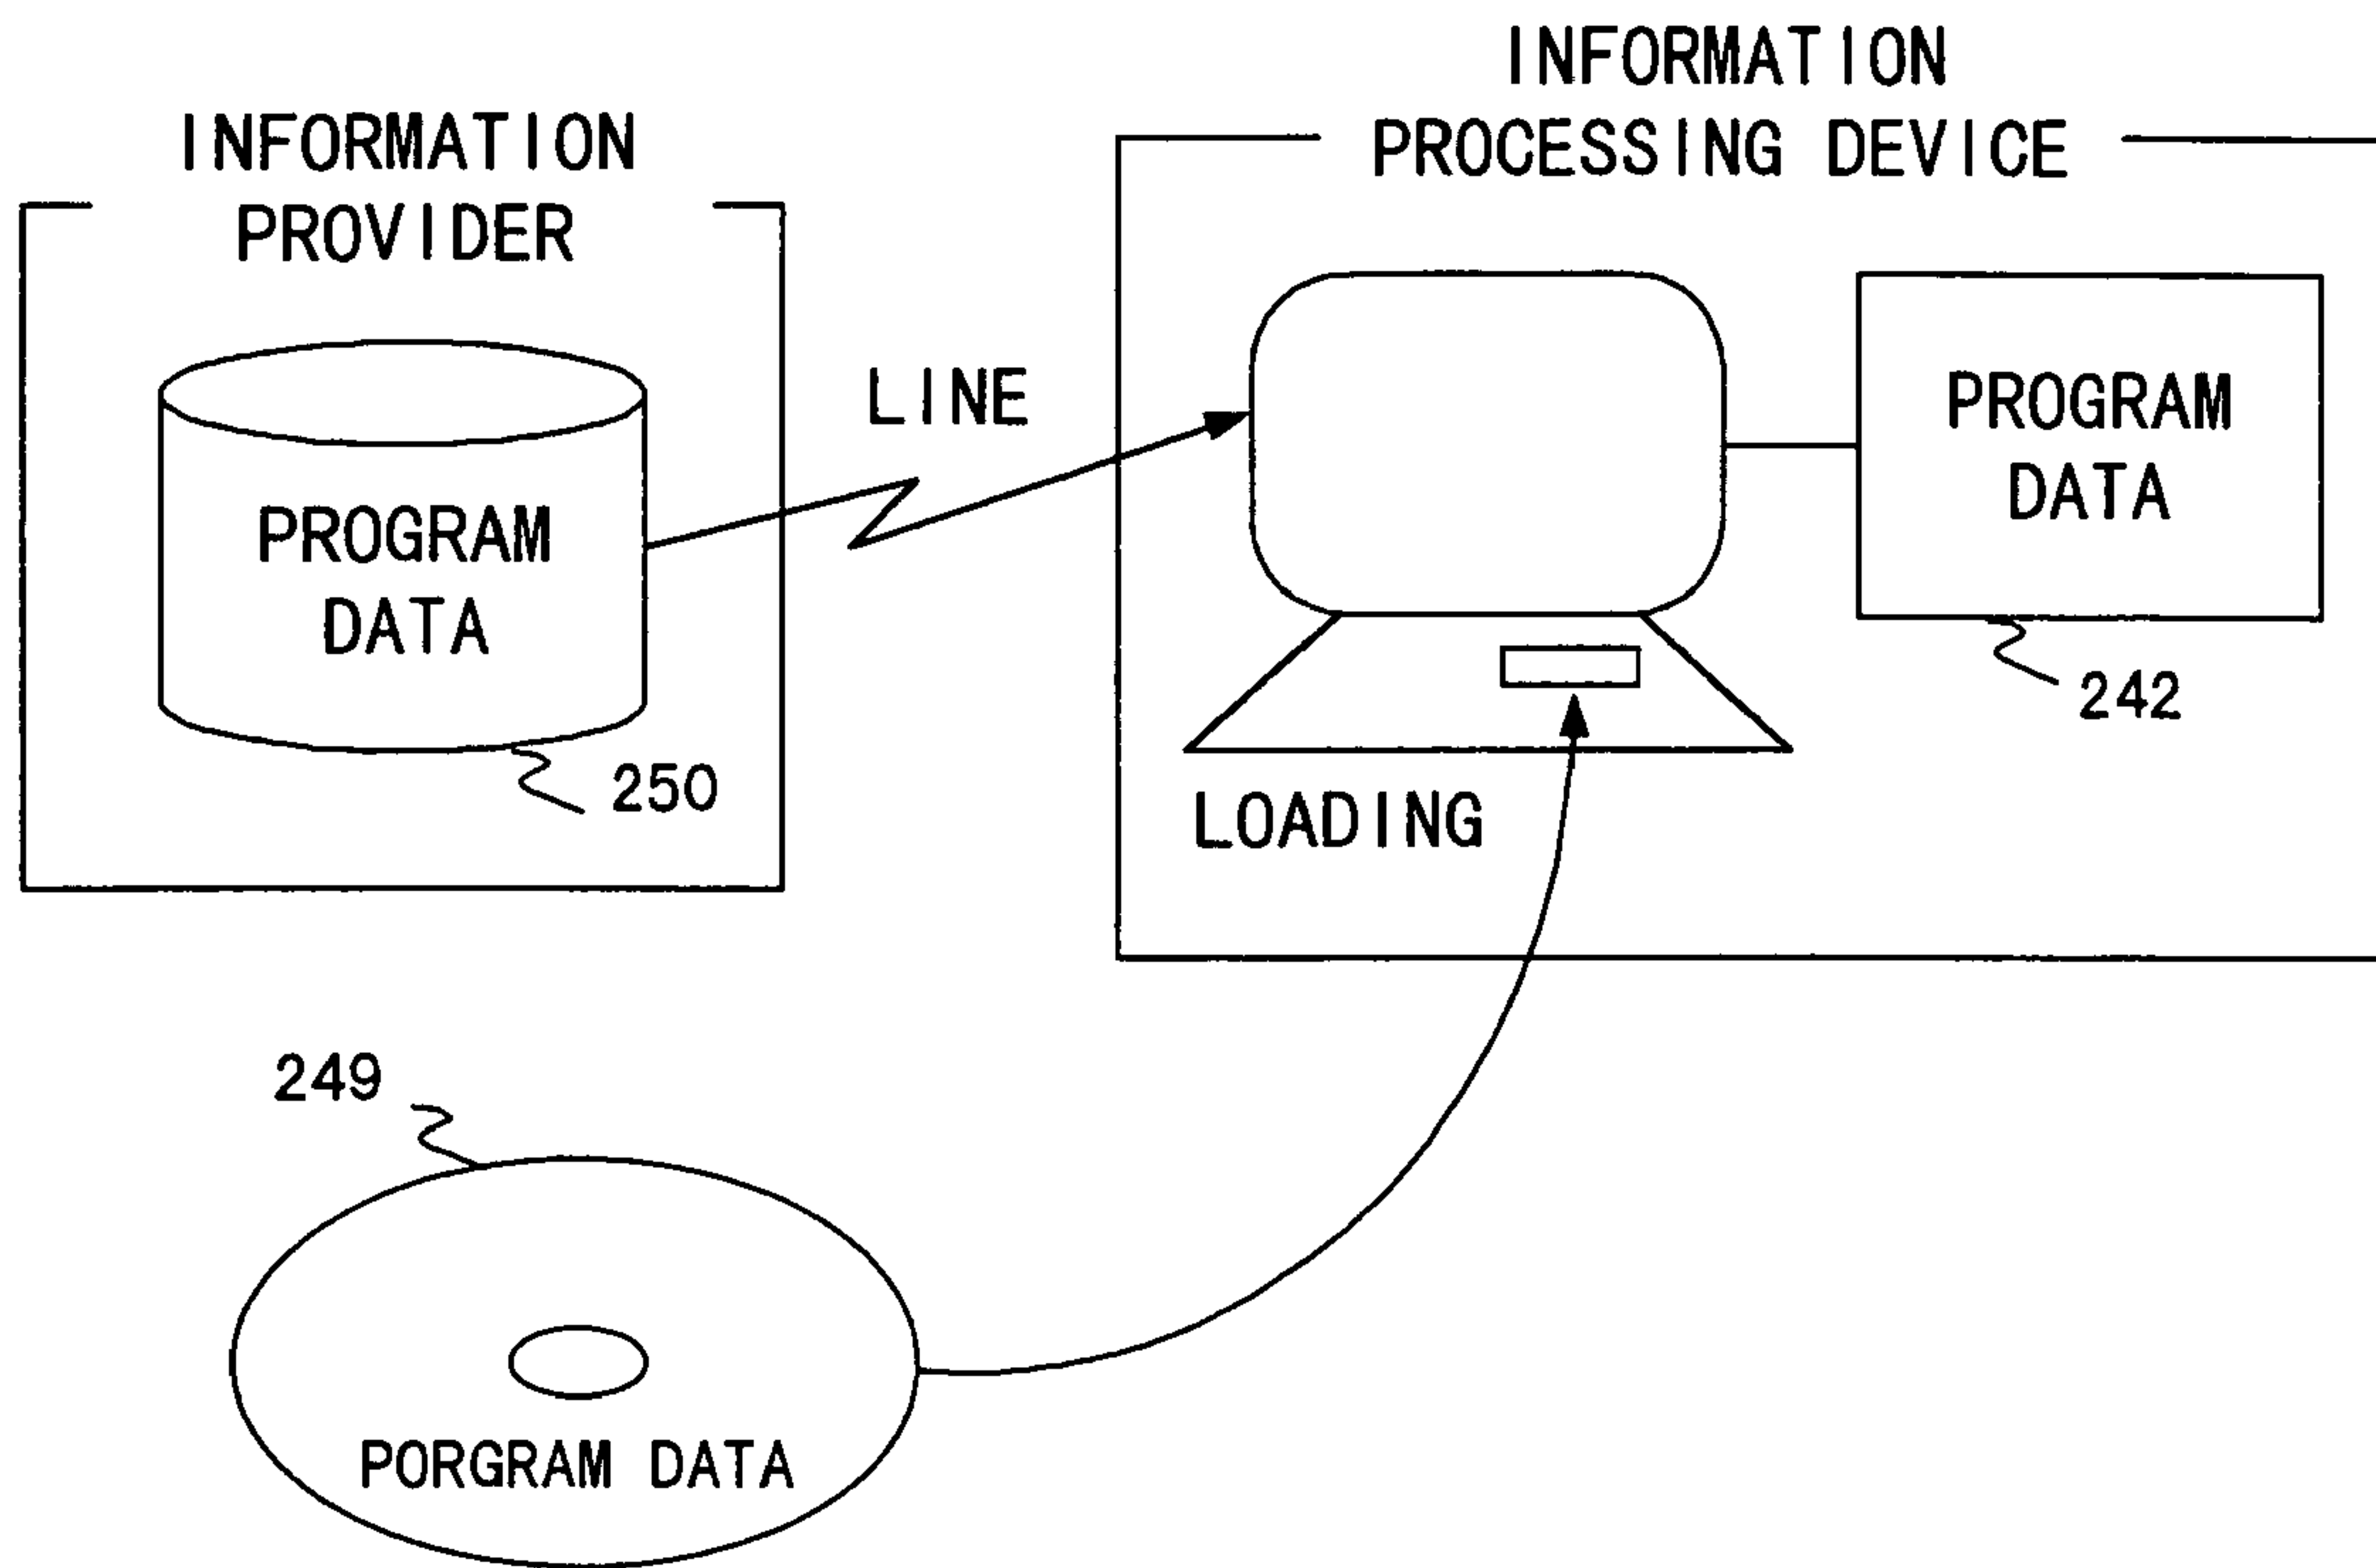 INFORMATION
PROVIDER
PROGRAM
DATA
250
LINE
INFORMATION
PROCESSING DEVICE
PROGRAM
DATA
242
LOADING
249
PORGRAM DATA